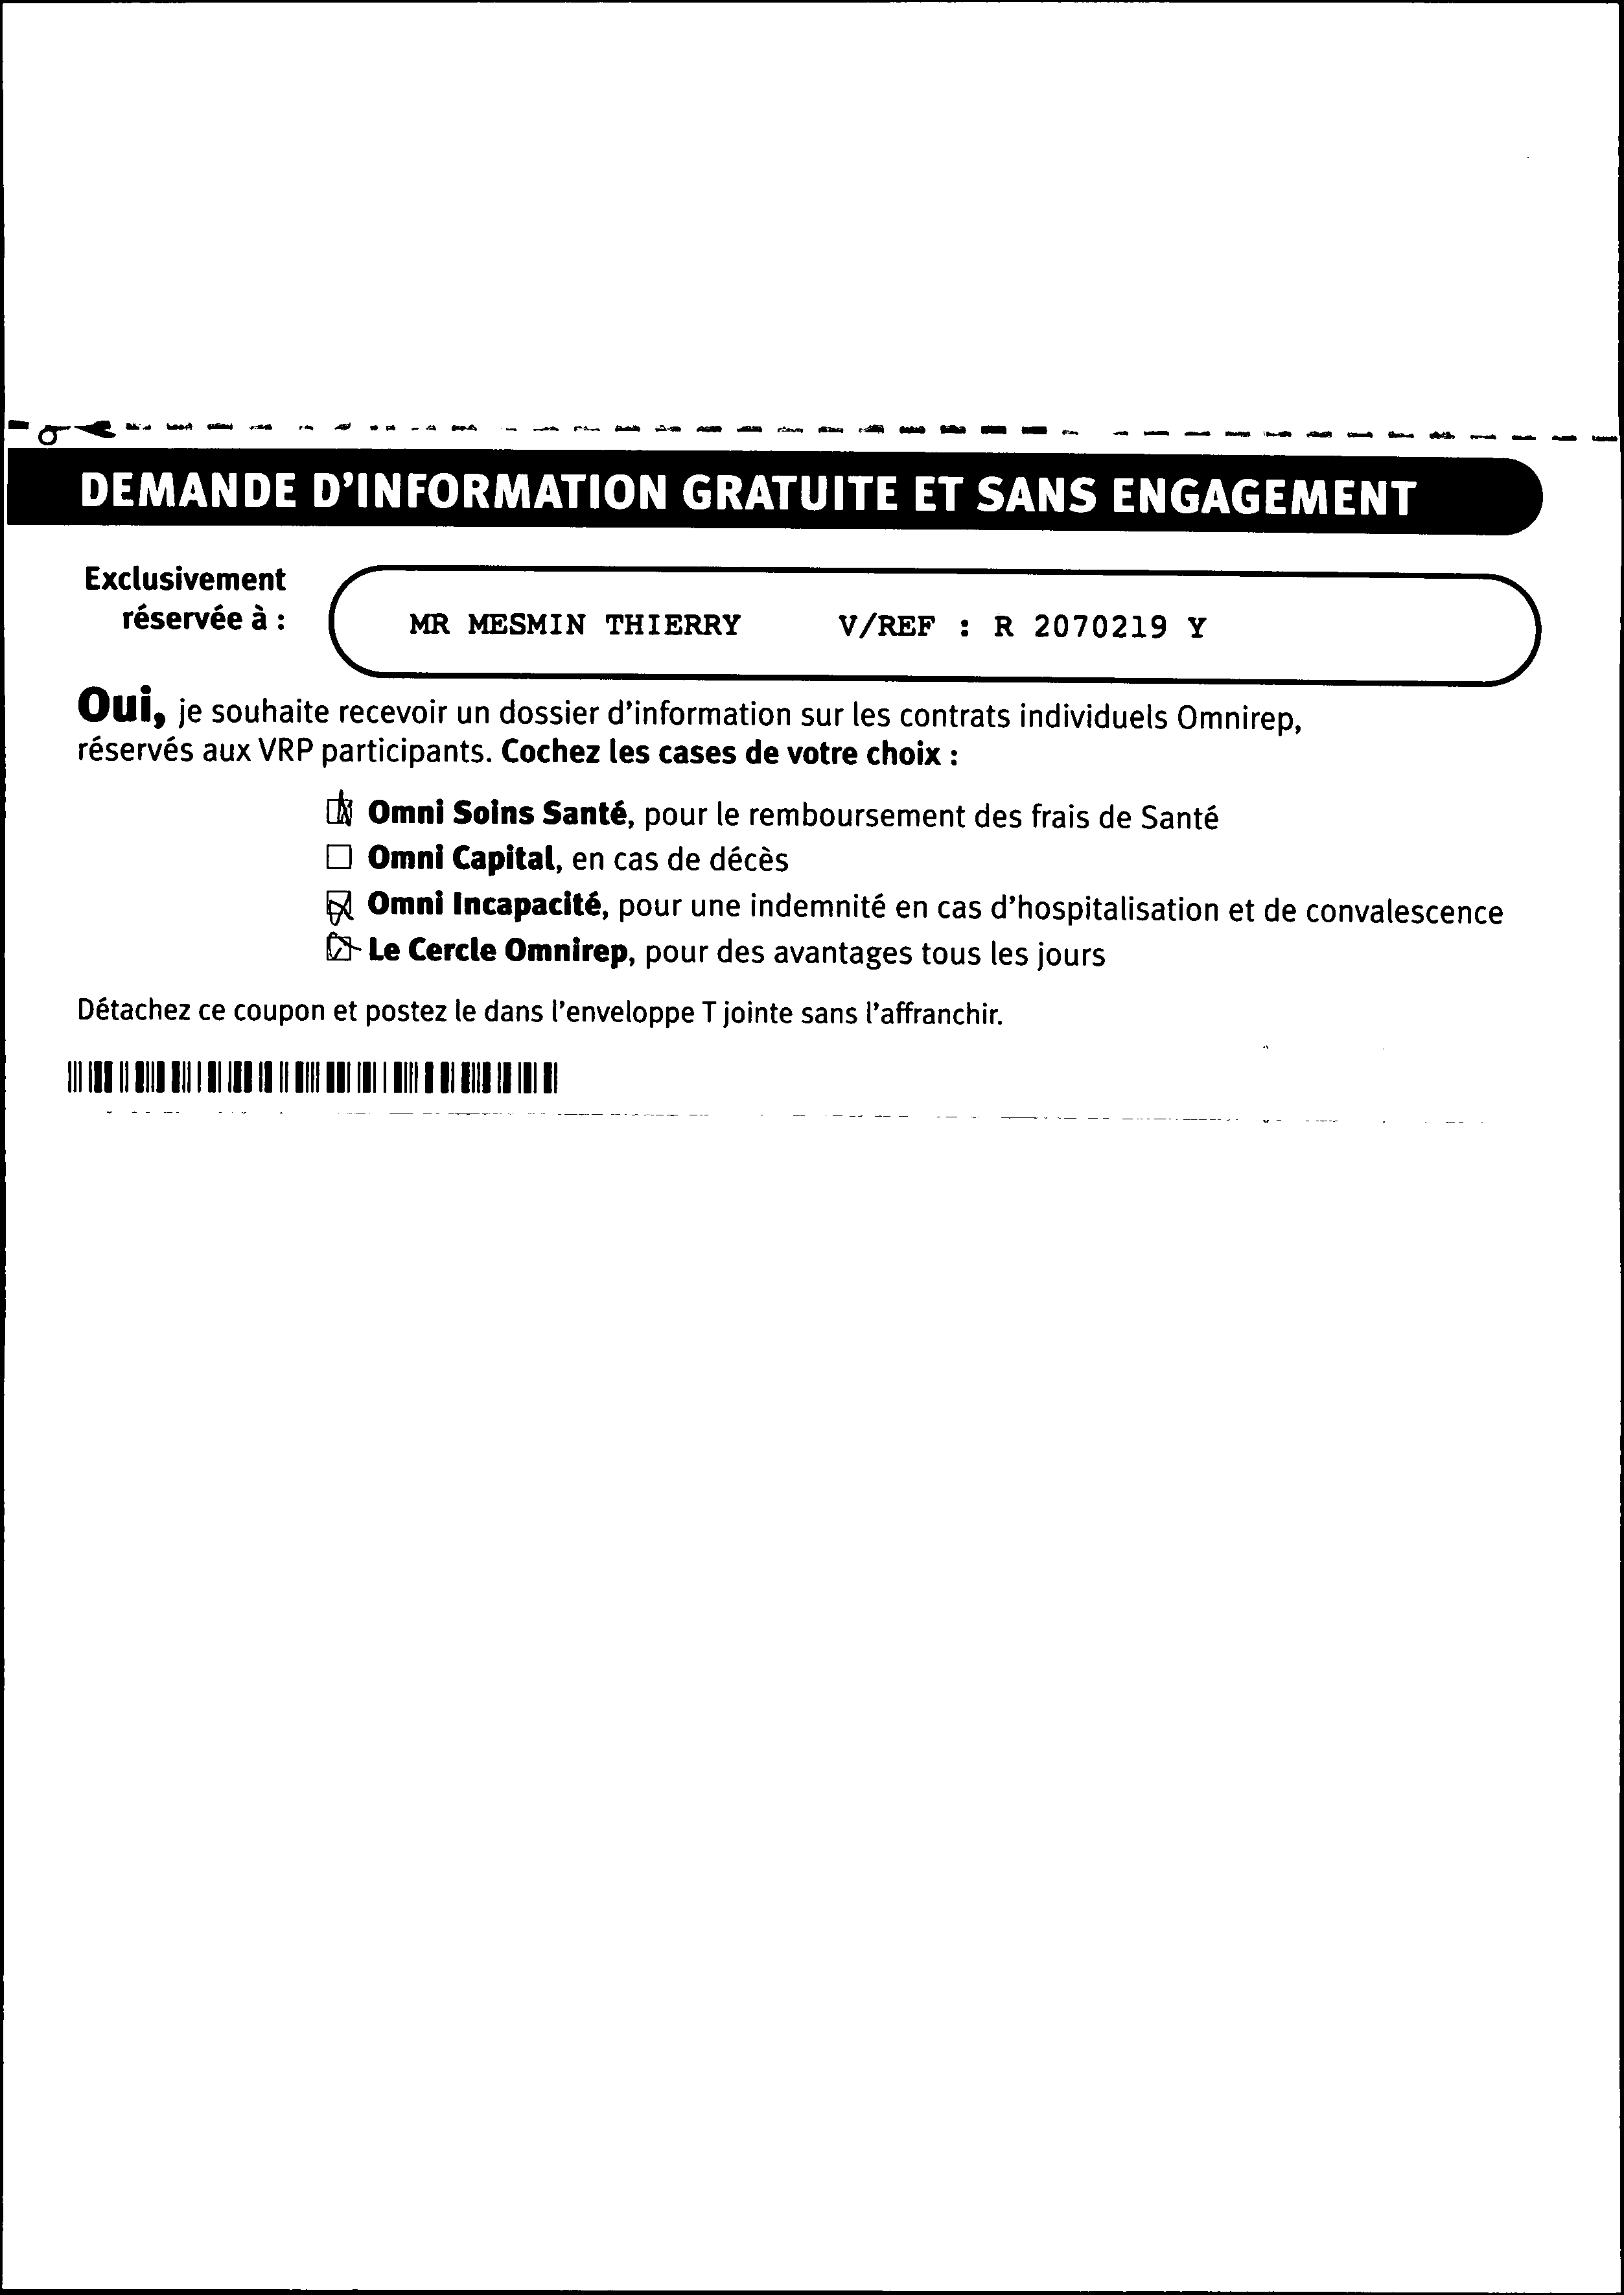 DEMANDE D'INFORMATION GRATUITE ET SANS ENGAGEMENT
Exclusivement
réservée à :
MR MESMIN THIERRY V/REF : R 2070219 Y
Oui, je souhaite recevoir un dossier d'information sur les contrats individuels Omnirep,
réservés aux VRP participants. Cochez les cases de votre choix :
Omni Soins Santé, pour le remboursement des frais de Santé
Omni Capital, en cas de décès
Omni Incapacité, pour une indemnité en cas d'hospitalisation et de convalescence
Le Cercle Omnirep, pour des avantages tous les jours
Détachez ce coupon et postez le dans l'enveloppe T jointe sans l'affranchir.